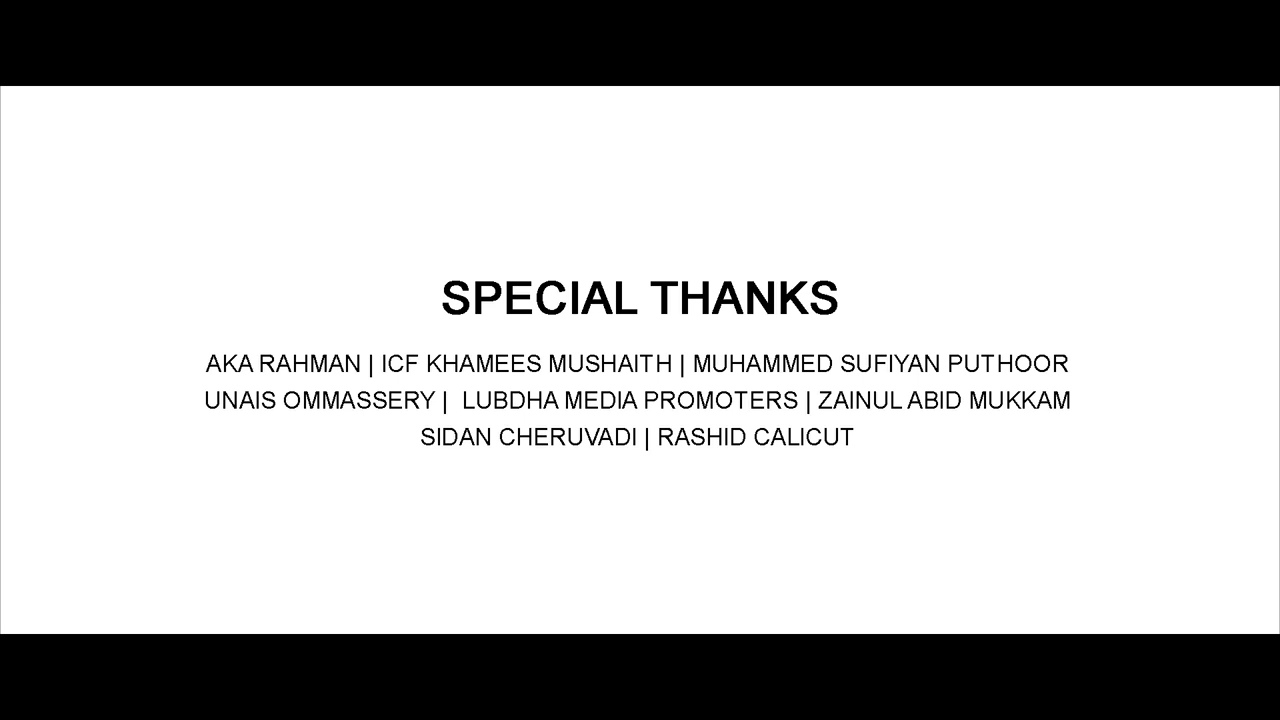 SPECIAL THANKS
AKA RAHMAN | ICF KHAMEES MUSHAITH | MUHAMMED SUFIYAN PUTHOOR
UNAIS OMMASSERY | LUBDHA MEDIA PROMOTERS | ZAINUL ABID MUKKAM
SIDAN CHERUVADI | RASHID CALICUT